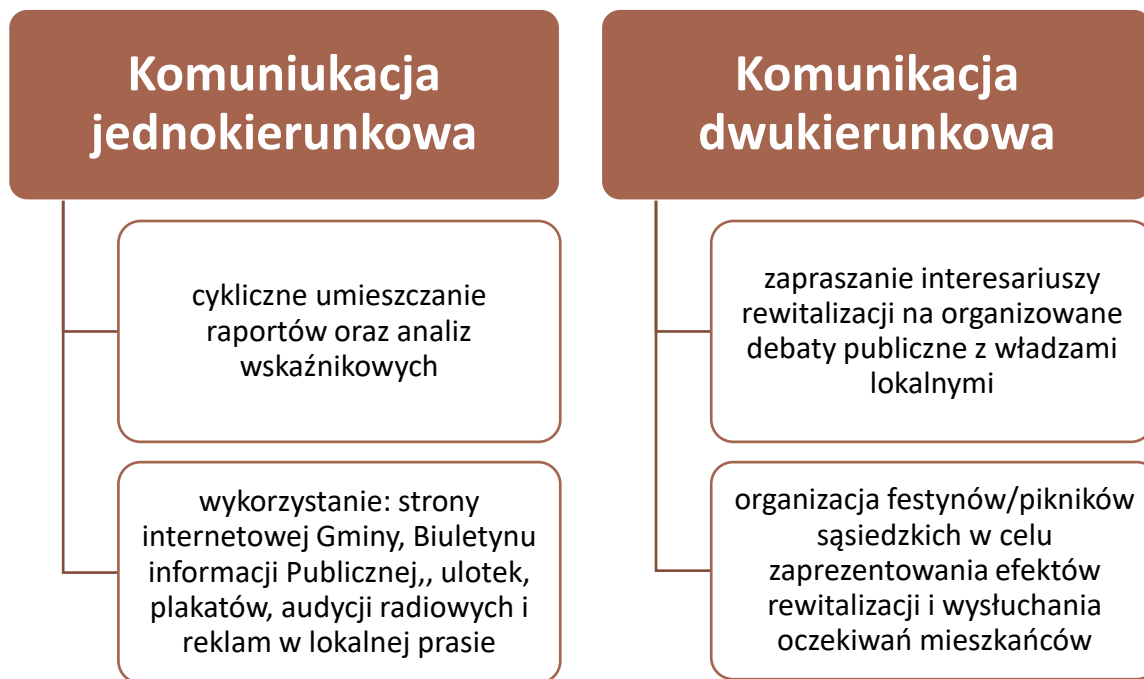 Komuniukacja
jednokierunkowa
cykliczne umieszczanie
raportów oraz analiz
wskaźnikowych
wykorzystanie: strony
internetowej Gminy, Biuletynu
informacji Publicznej,, ulotek,
plakatów, audycji radiowych i
reklam w lokalnej prasie
Komunikacja
dwukierunkowa
zapraszanie interesariuszy
rewitalizacji na organizowane
debaty publiczne z władzami
lokalnymi
organizacja festynów/pikników
sąsiedzkich w celu
zaprezentowania efektów
rewitalizacji i wysłuchania
oczekiwań mieszkańców